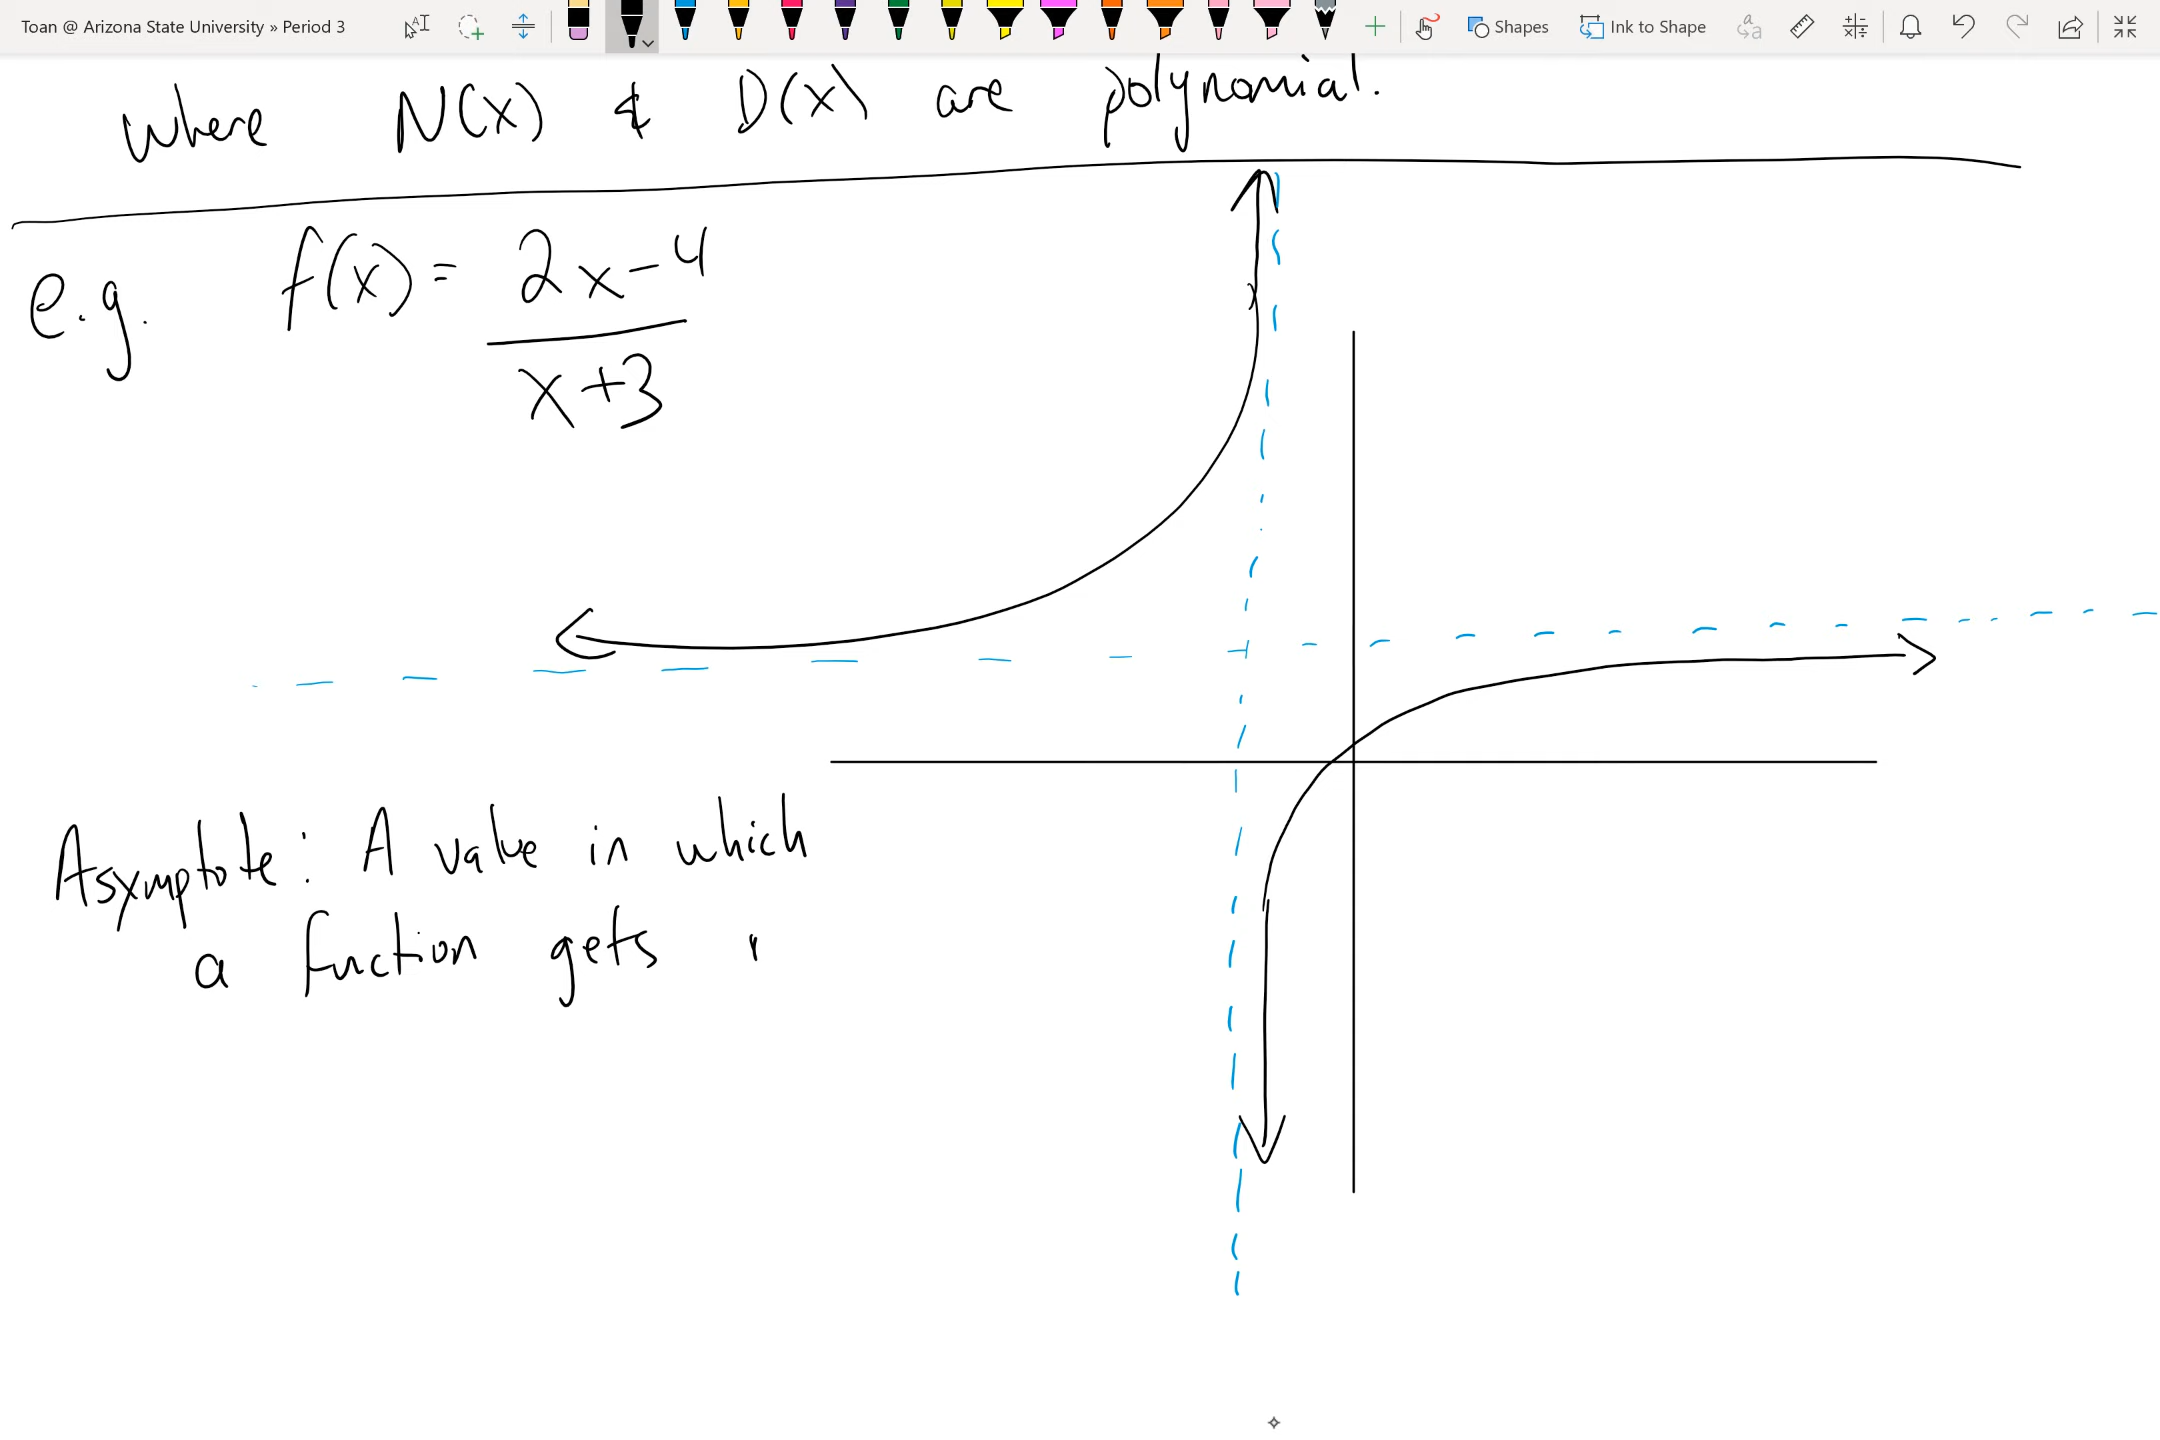 Toan @ Arizona State University » Period 3
Shapes
Ink to Shape
where N(x) & D(x) are polynomial.
e.g. f(x) = 2x-4
x+3
Asymptote: A value in which
a function gets